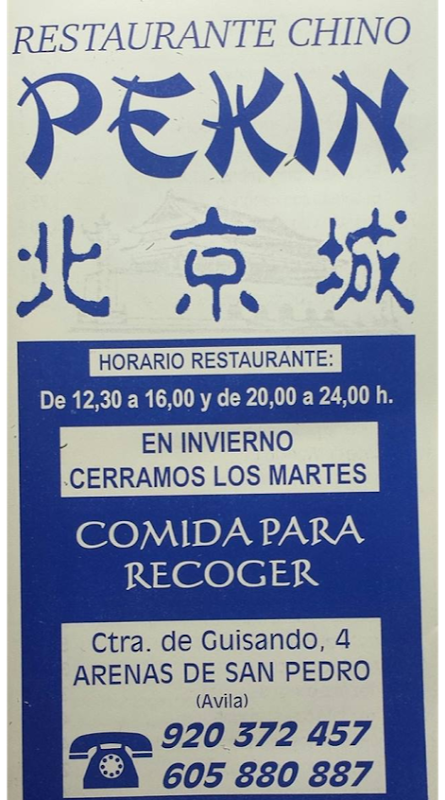 RESTAURANTE CHINO
PEKIN
北京城
HORARIO RESTAURANTE:
De 12,30 a 16,00 y de 20,00 a 24,00 h.
EN INVIERNO
CERRAMOS LOS MARTES
COMIDA PARA
RECOGER
Ctra. de Guisando, 4
ARENAS DE SAN PEDRO
(Avila)
920 372 457
605 880 887